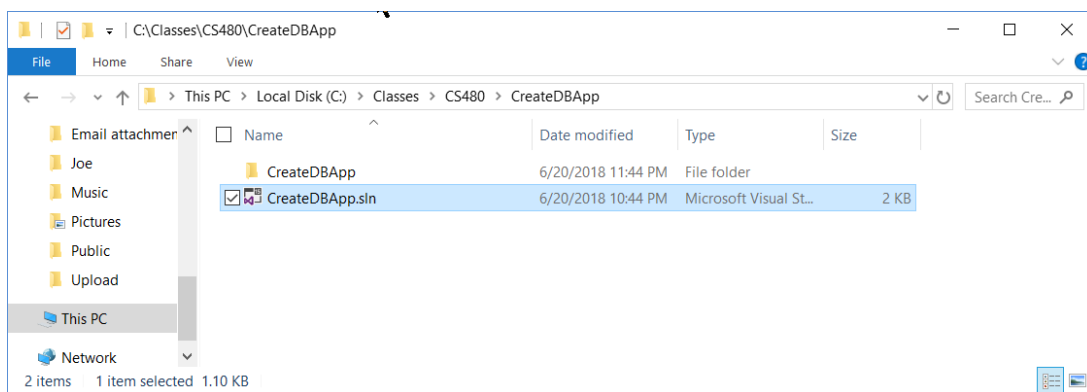 C:\Classes\CS480\CreateDBApp
File Home Share View
This PC > Local Disk (C:) > Classes > CS480 > CreateDBApp Search Cre...
Name Date modified Type Size
Email attachmen
Joe
Music
Pictures
Public
Upload
This PC
Network
CreateDBApp 6/20/2018 11:44 PM File folder
CreateDBApp.sln 6/20/2018 10:44 PM Microsoft Visual St... 2 KB
2 items 1 item selected 1.10 KB